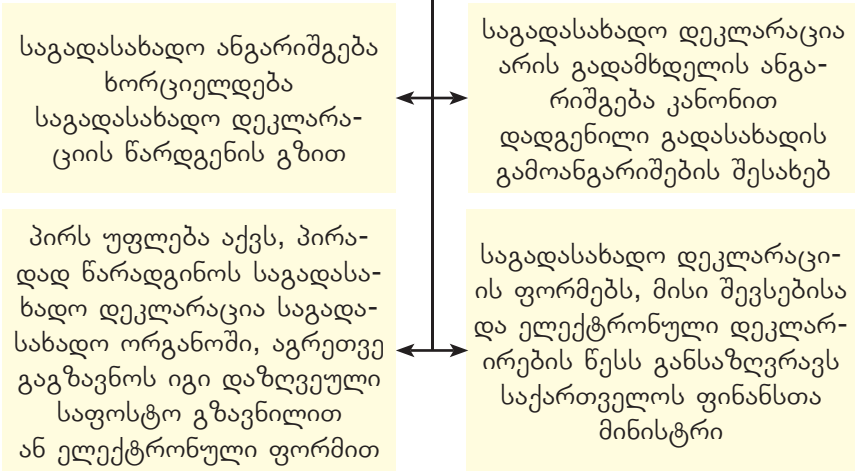 საგადასახადო ანგარიშგება
ხორციელდება
საგადასახადო დეკლარა-
ციის წარდგენის გზით
საგადასახადო დეკლარაცია
არის გადამხდელის ანგა-
რიშგება კანონით
დადგენილი გადასახადის
გამოანგარიშების შესახებ
პირს უფლება აქვს, პირა-
დად წარადგინოს საგადასა-
ხადო დეკლარაცია საგადა-
სახადო ორგანოში, აგრეთვე
გაგზავნოს იგი დაზღვეული
საფოსტო გზავნილით
ან ელექტრონული ფორმით
საგადასახადო დეკლარაცი-
ის ფორმებს, მისი შევსებისა
და ელექტრონული დეკლარ-
ირების წესს განსაზღვრავს
საქართველოს ფინანსთა
მინისტრი